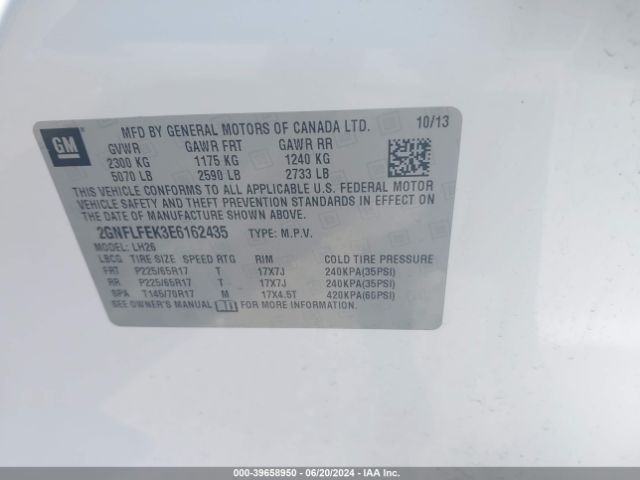 GM
MFD BY GENERAL MOTORS OF CANADA LTD. 10/13
GVWR GAWR FRT GAWR RR
2300 KG 1175 KG 1240 KG
5070 LB 2590 LB 2733 LB
THIS VEHICLE CONFORMS TO ALL APPLICABLE U.S. FEDERAL MOTOR
VEHICLE SAFETY AND THEFT PREVENTION STANDARDS IN EFFECT ON
THE DATE OF MANUFACTURE SHOWN ABOVE.
2GNFLFEK3E6162435 TYPE: M.P.V.
MODEL: LH26
LBCG TIRE SIZE SPEED RTG RIM COLD TIRE PRESSURE
FRT P225/65R17 T 17X7J 240KPA(35PSI)
RR P225/65R17 T 17X7J 240KPA(35PSI)
SPA T145/70R17 M 17X4.5T 420KPA(60PSI)
SEE OWNER'S MANUAL FOR MORE INFORMATION.
000-39658950 - 06/20/2024 - IAA Inc.